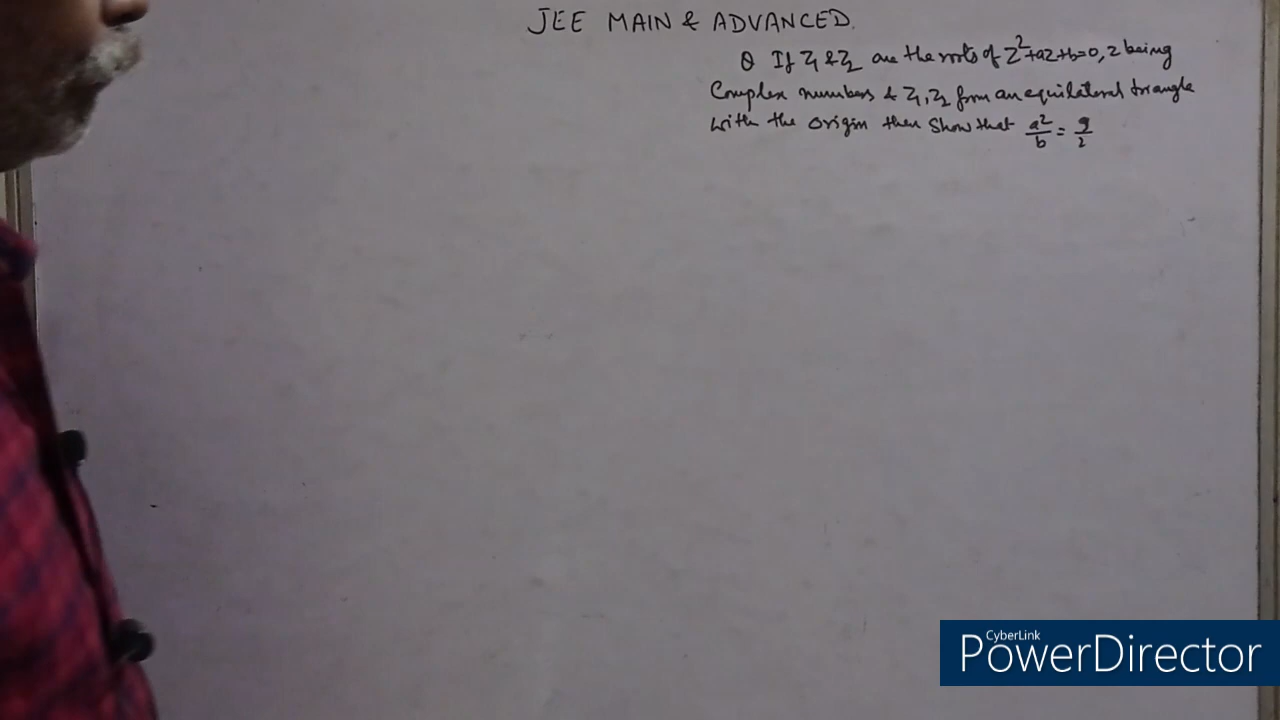 JEE MAIN & ADVANCED.
Q If Z1 & Z2 are the roots of Z²+aZ+b=0, Z being
Complex numbers & Z1, Z2 from an equilateral triangle
with the origin then Show that a²/b = 9/2
CyberLink
PowerDirector